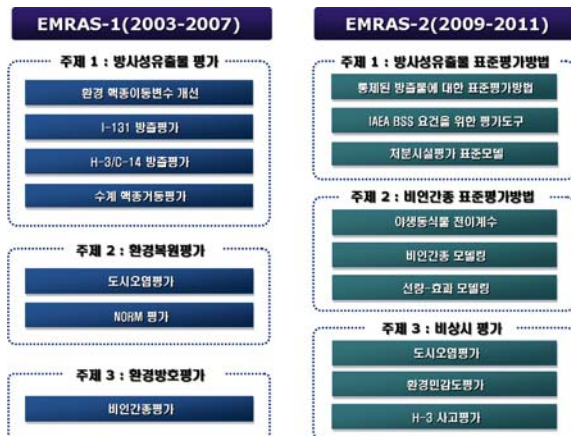 EMRAS-1(2003-2007)
주제 1 : 방사성유출물 평가
환경 핵종이동변수 개선
I-131 방출평가
H-3/C-14 방출평가
수계 핵종거동평가
주제 2 : 환경복원평가
도시오염평가
NORM 평가
주제 3 : 환경방호평가
비인간종평가
EMRAS-2(2009-2011)
주제 1 : 방사성유출물 표준평가방법
통제된 방출물에 대한 표준평가방법
IAEA BSS 요건을 위한 평가도구
처분시설평가 표준모델
주제 2 : 비인간종 표준평가방법
야생동식물 전이계수
비인간종 모델링
선량-효과 모델링
주제 3 : 비상시 평가
도시오염평가
환경민감도평가
H-3 사고평가